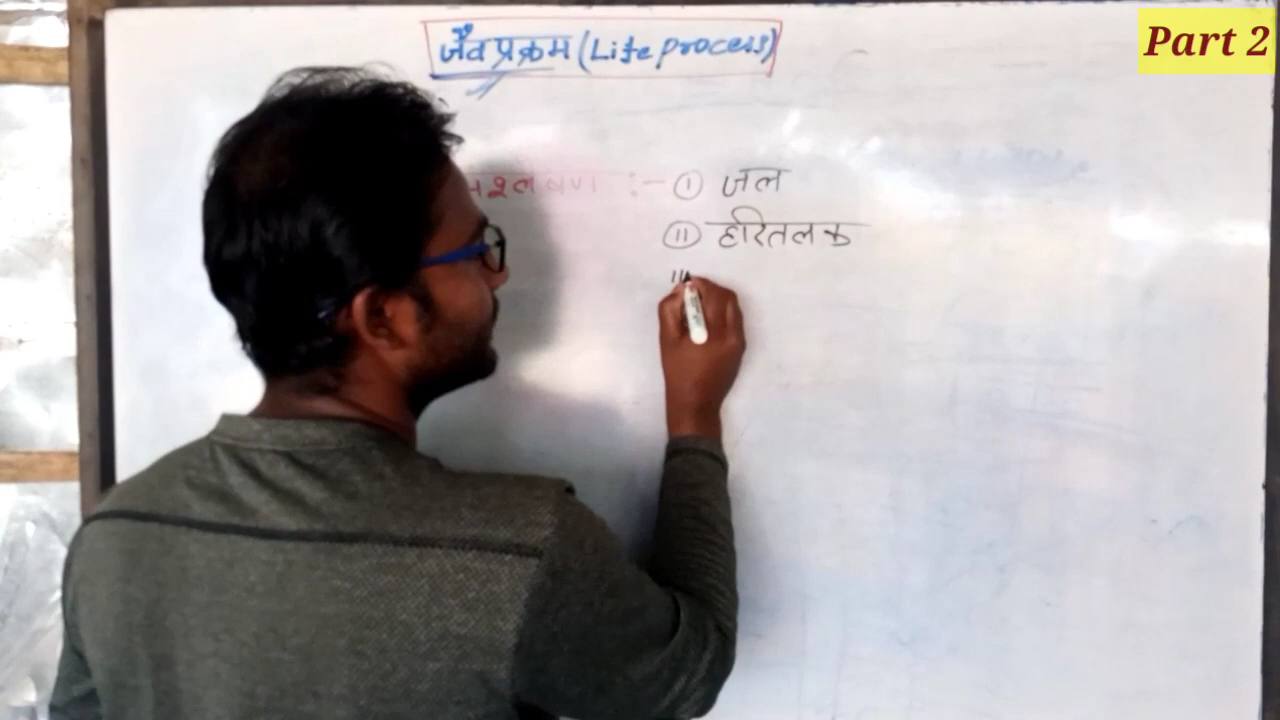 Part 2
जैव प्रक्रम (Life process)
:- (i) जल
(ii) हरितलक